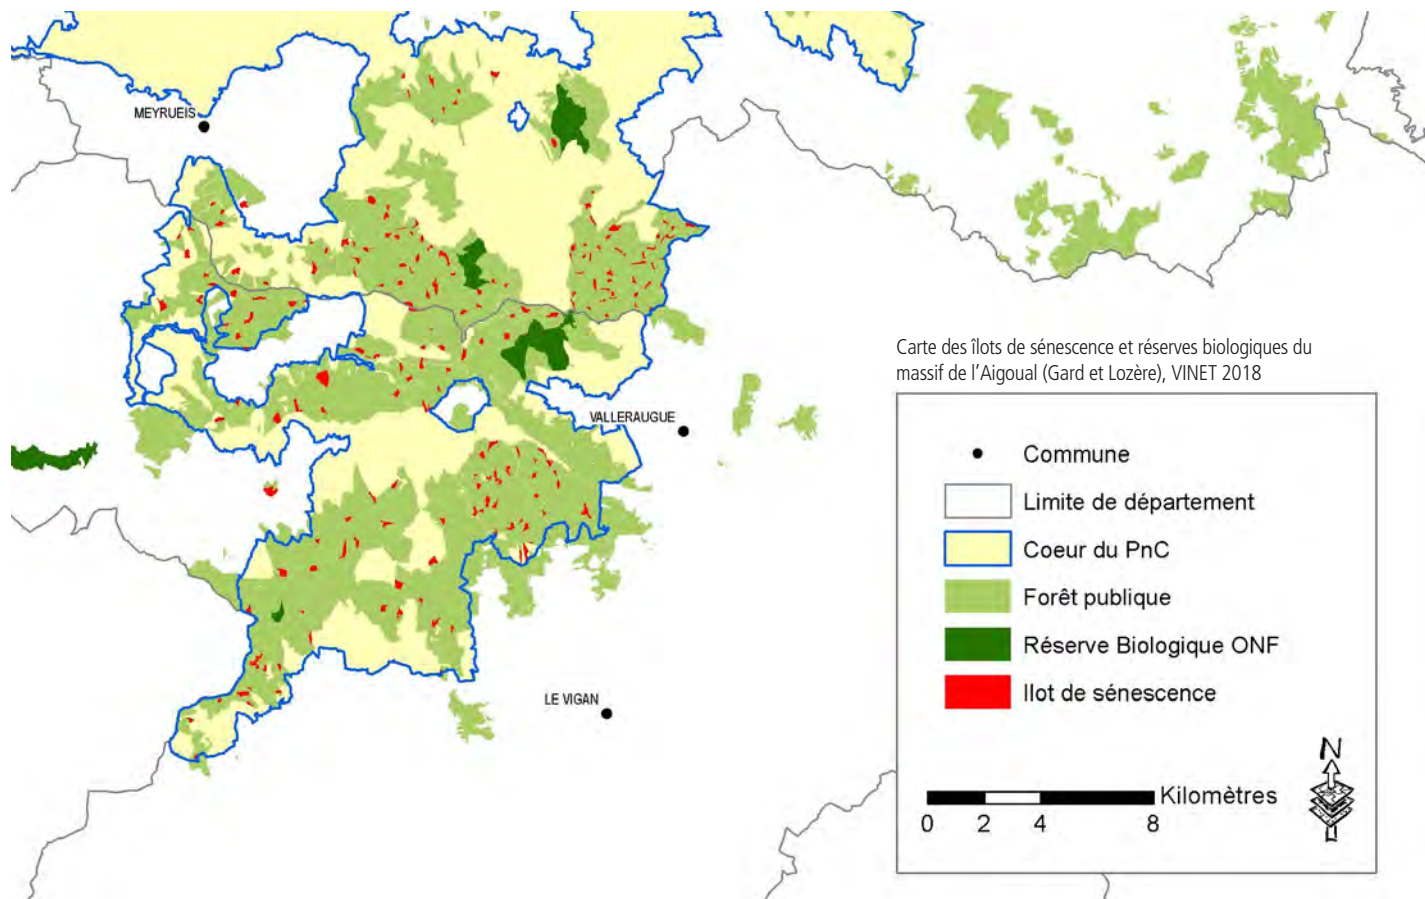 MEYRUEIS
Carte des îlots de sénescence et réserves biologiques du
massif de l'Aigoual (Gard et Lozère), VINET 2018
VALLERAUGUE
Commune
Limite de département
Coeur du PnC
Forêt publique
Réserve Biologique ONF
Ilot de sénescence
LE VIGAN
N
Kilomètres
0 2 4 8